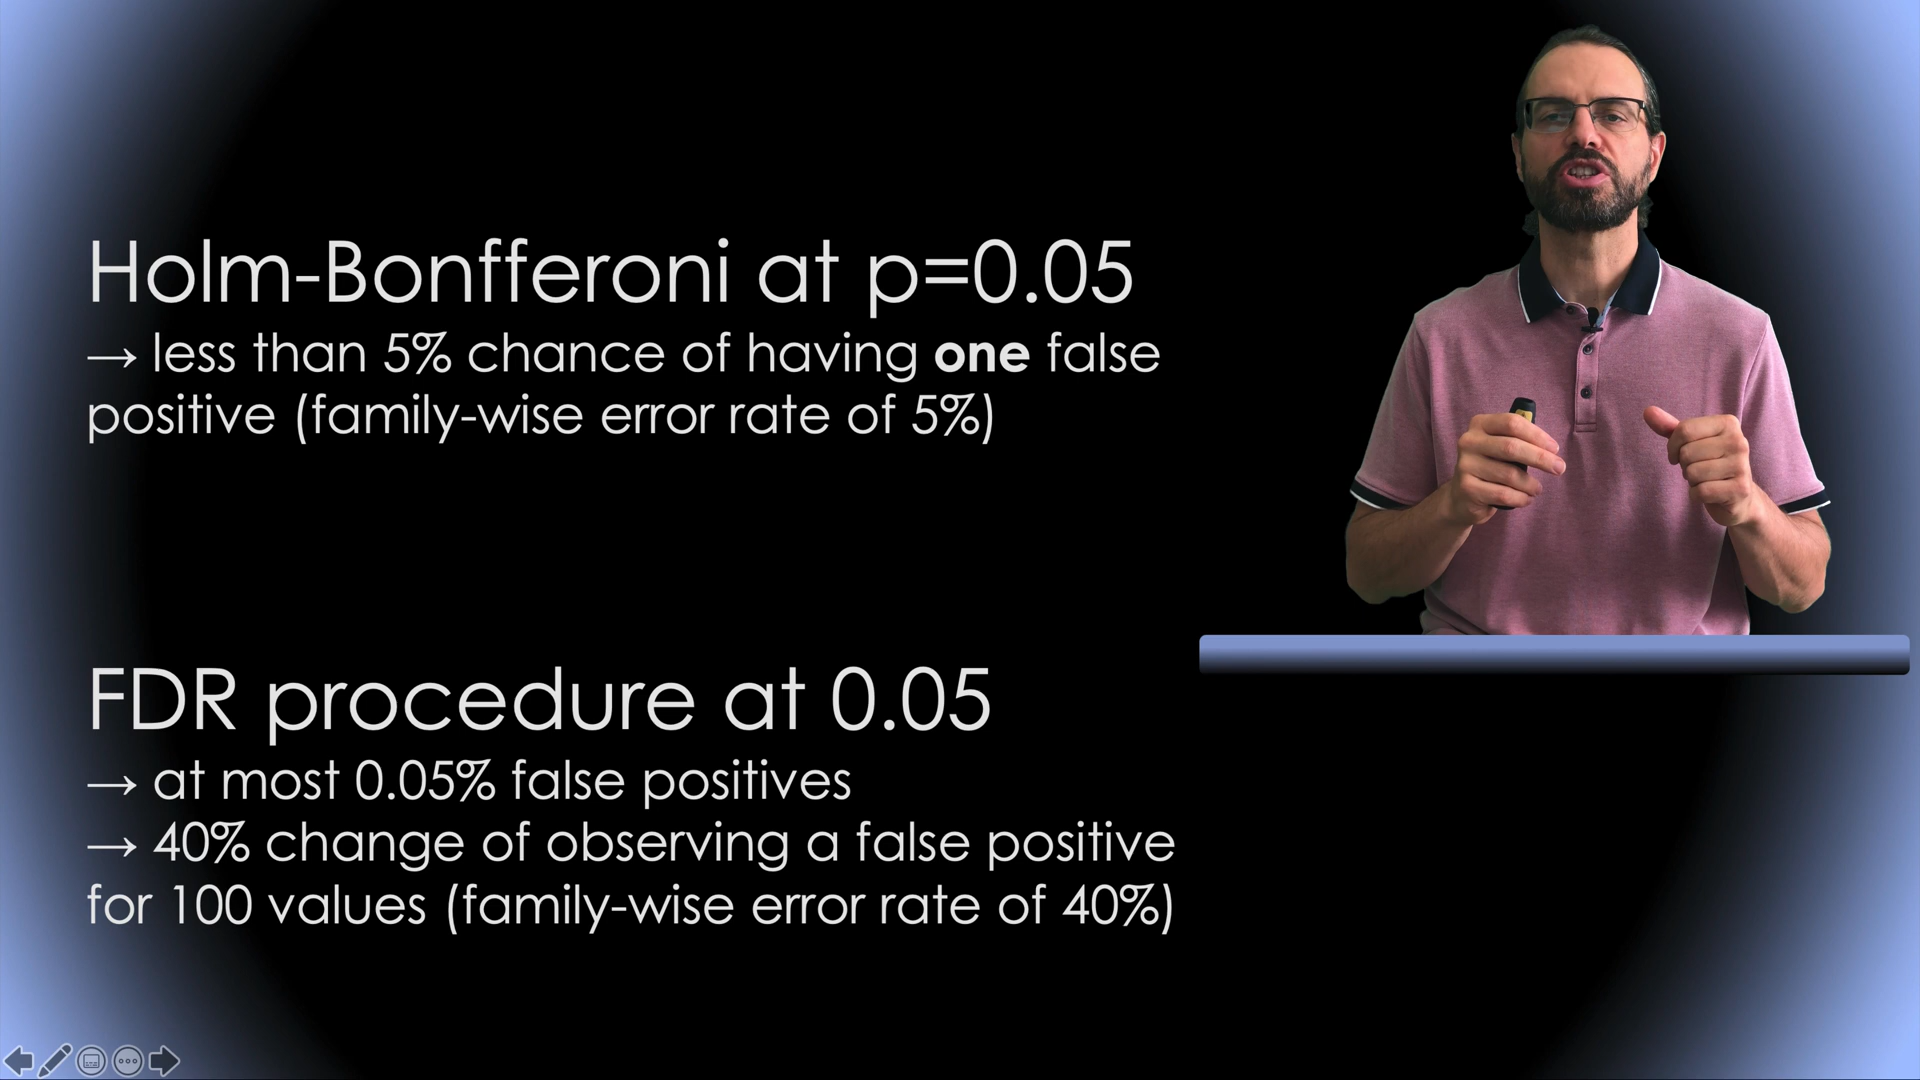 Holm-Bonfferoni at p=0.05
→ less than 5% chance of having one false
positive (family-wise error rate of 5%)
FDR procedure at 0.05
→ at most 0.05% false positives
→ 40% change of observing a false positive
for 100 values (family-wise error rate of 40%)